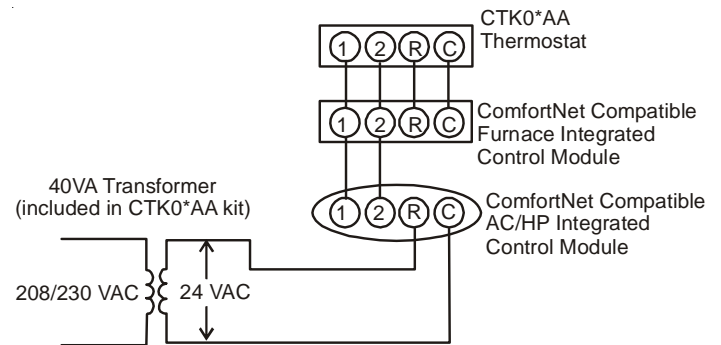 CTK0*AA
Thermostat
1 2 R C
ComfortNet Compatible
Furnace Integrated
Control Module
1 2 R C
40VA Transformer
(included in CTK0*AA kit)
ComfortNet Compatible
AC/HP Integrated
Control Module
1 2 R C
208/230 VAC
24 VAC